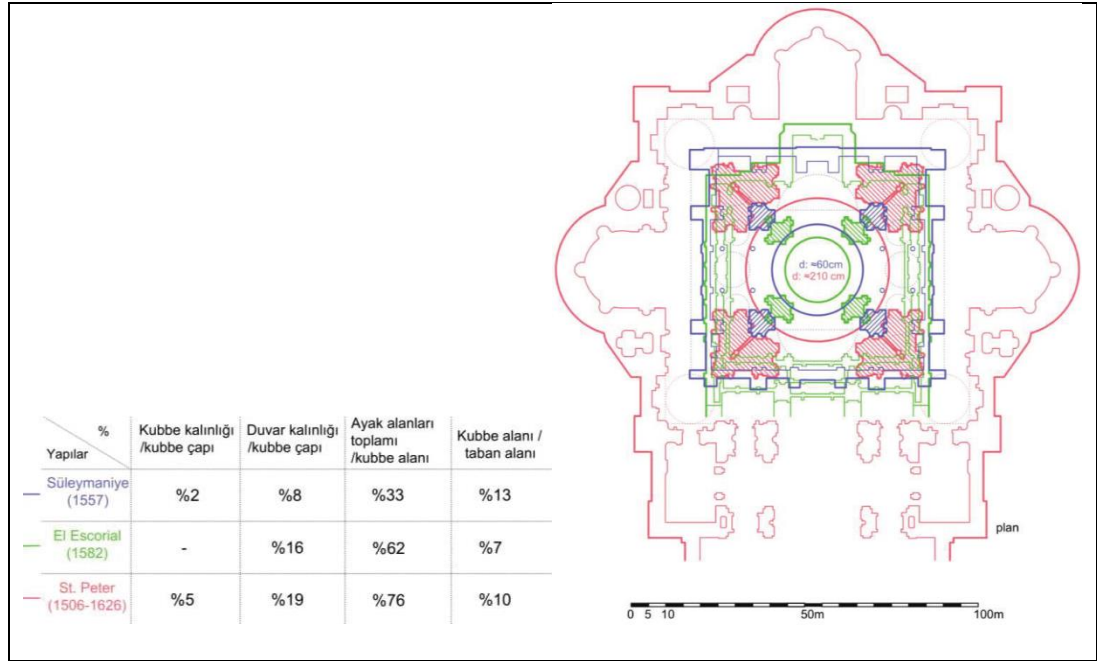 d: ≈60cm
d: ≈210 cm
%
Yapılar
Kubbe kalınlığı
/kubbe çapı
Duvar kalınlığı
/kubbe çapı
Ayak alanları
toplamı
/kubbe alanı
Kubbe alanı /
taban alanı
Süleymaniye
(1557)
%2
%8
%33
%13
El Escorial
(1582)
-
%16
%62
%7
St. Peter
(1506-1626)
%5
%19
%76
%10
plan
0 5 10 50m 100m